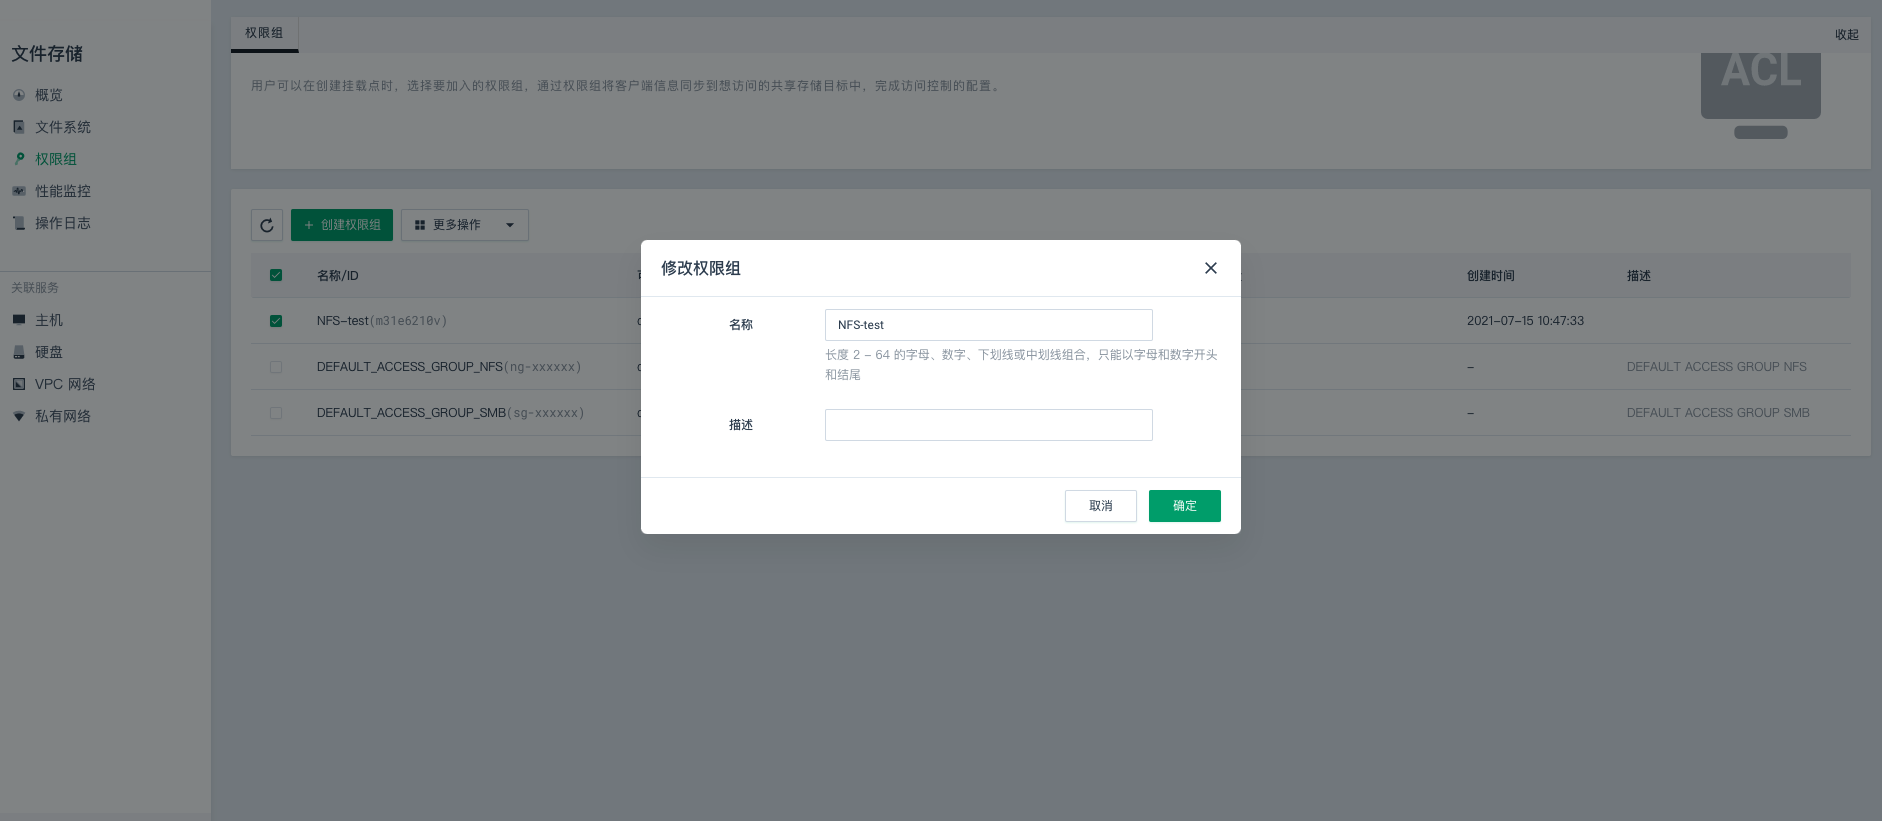 文件存储
概览
文件系统
权限组
性能监控
操作日志
关联服务
主机
硬盘
VPC 网络
私有网络
权限组
收起
用户可以在创建挂载点时，选择要加入的权限组，通过权限组将客户端信息同步到想访问的共享存储目标中，完成访问控制的配置。
ACL
+ 创建权限组
更多操作
名称/ID
创建时间
描述
NFS-test(m31e6210v)
2021-07-15 10:47:33
DEFAULT_ACCESS_GROUP_NFS(ng-xxxxxx)
-
DEFAULT ACCESS GROUP NFS
DEFAULT_ACCESS_GROUP_SMB(sg-xxxxxx)
-
DEFAULT ACCESS GROUP SMB
修改权限组
名称
NFS-test
长度 2 - 64 的字母、数字、下划线或中划线组合，只能以字母和数字开头
和结尾
描述
取消
确定